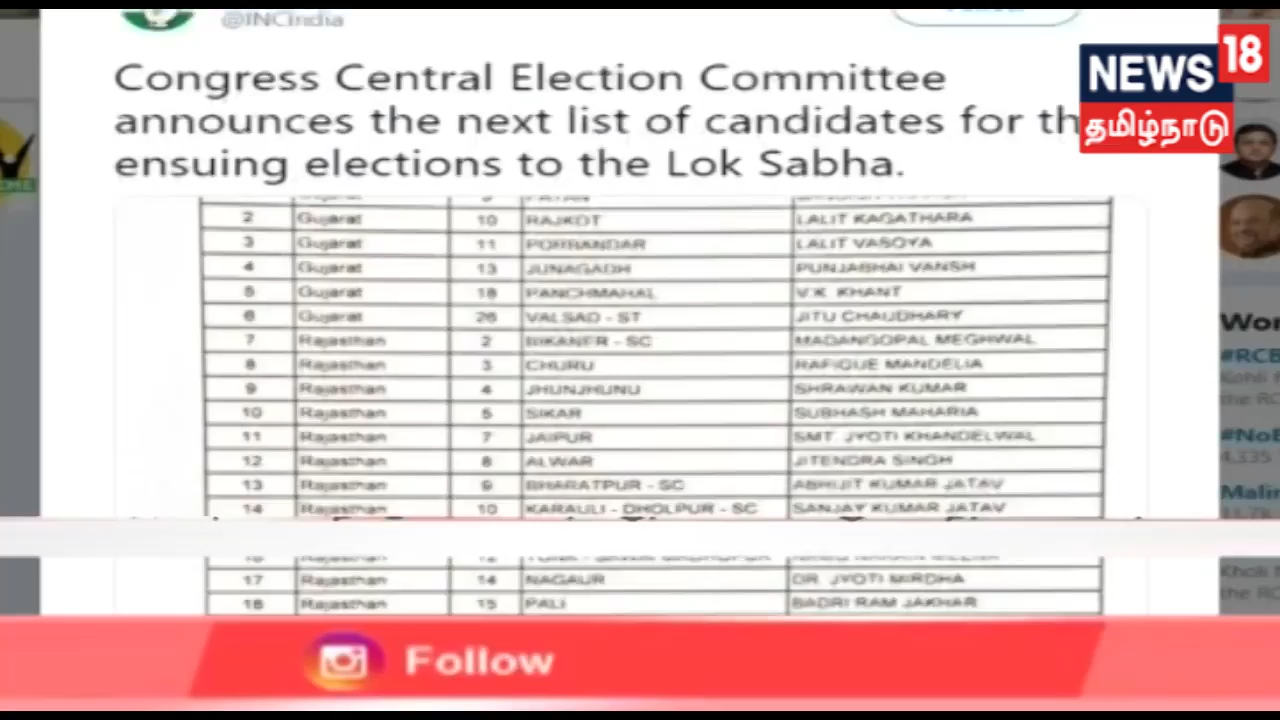 @INCIndia
NEWS 18
தமிழ்நாடு
Congress Central Election Committee
announces the next list of candidates for
ensuing elections to the Lok Sabha.
2 Gujarat 10 RAJKOT LALIT KAGATHARA
3 Gujarat 11 PORBANDAR LALIT VASOYA
4 Gujarat 13 JUNAGADH PUNJABHAI VANSH
5 Gujarat 18 PANCHMAHAL V.K. KHANT
6 Gujarat 26 VALSAD - ST JITU CHAUDHARY
7 Rajasthan 2 BIKANER - SC MADANGOPAL MEGHWAL
8 Rajasthan 3 CHURU RAFIQUE MANDELIA
9 Rajasthan 4 JHUNJHUNU SHRAWAN KUMAR
10 Rajasthan 5 SIKAR SUBHASH MAHARIA
11 Rajasthan 7 JAIPUR SMT. JYOTI KHANDELWAL
12 Rajasthan 8 ALWAR JITENDRA SINGH
13 Rajasthan 9 BHARATPUR - SC ABHIJIT KUMAR JATAV
14 Rajasthan 10 KARAULI - DHOLPUR - SC SANJAY KUMAR JATAV
17 Rajasthan 14 NAGAUR DR. JYOTI MIRDHA
18 Rajasthan 15 PALI BADRI RAM JAKHAR
#RCB
4,335
Follow